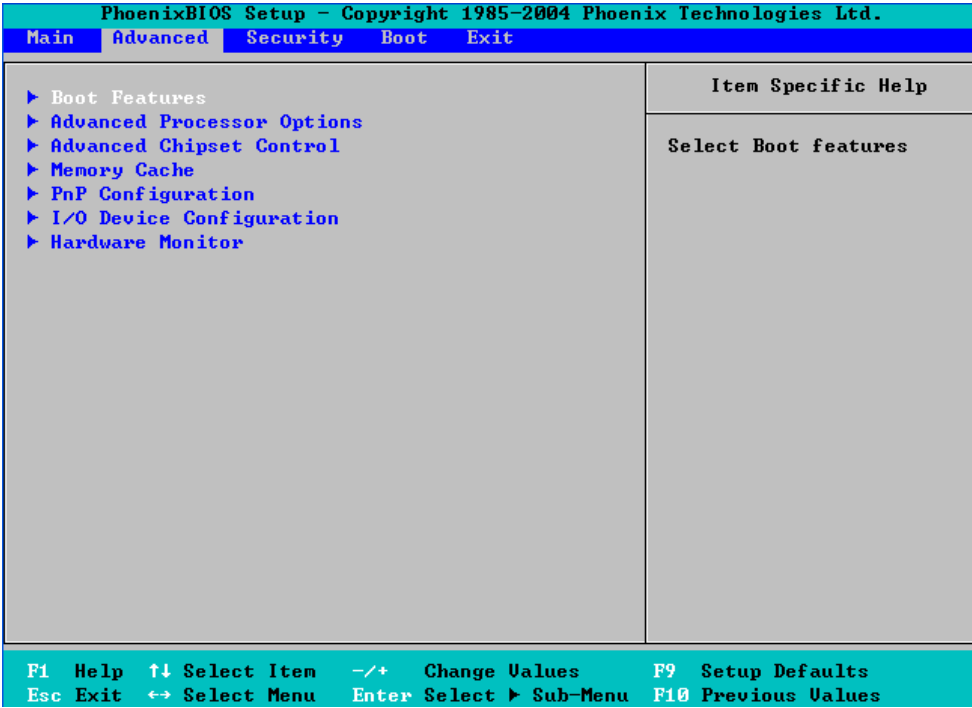 PhoenixBIOS Setup - Copyright 1985-2004 Phoenix Technologies Ltd.
Main Advanced Security Boot Exit
Boot Features
Advanced Processor Options
Advanced Chipset Control
Memory Cache
PnP Configuration
I/O Device Configuration
Hardware Monitor
Item Specific Help
Select Boot features
F1 Help ↑↓ Select Item -/+ Change Values F9 Setup Defaults
Esc Exit ↔ Select Menu Enter Select ▶ Sub-Menu F10 Previous Values